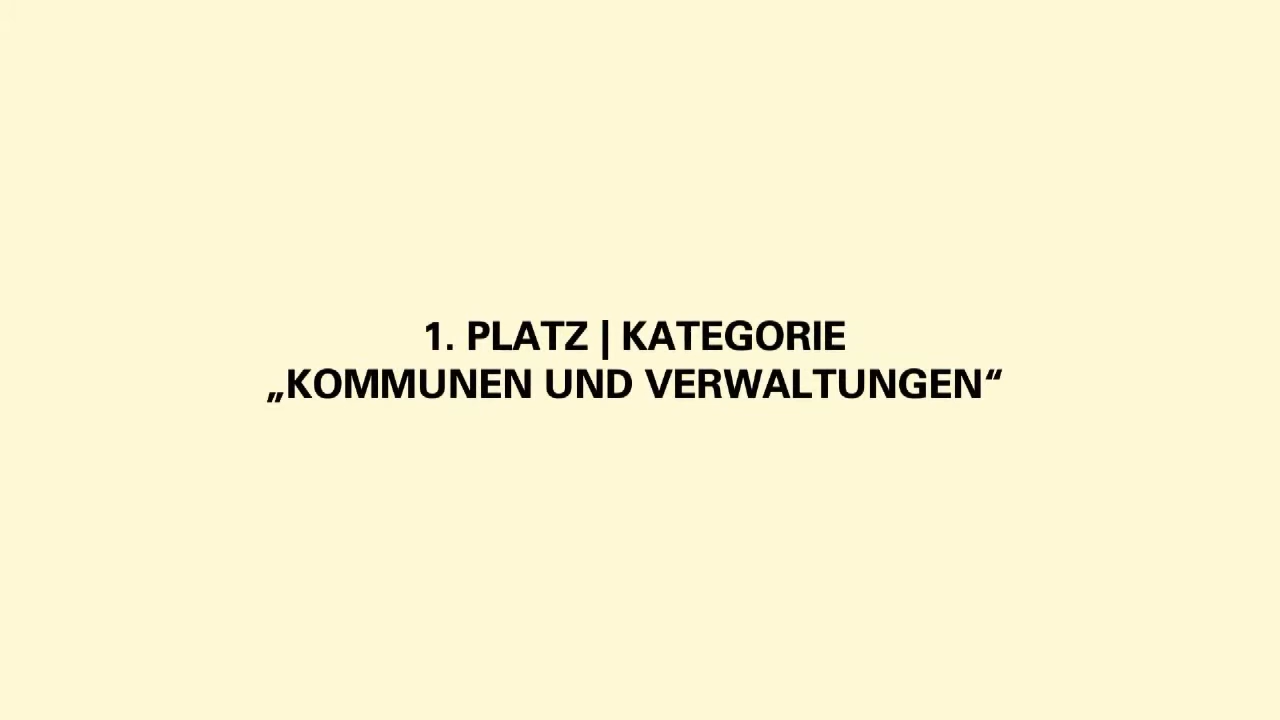 1. PLATZ | KATEGORIE
„KOMMUNEN UND VERWALTUNGEN“